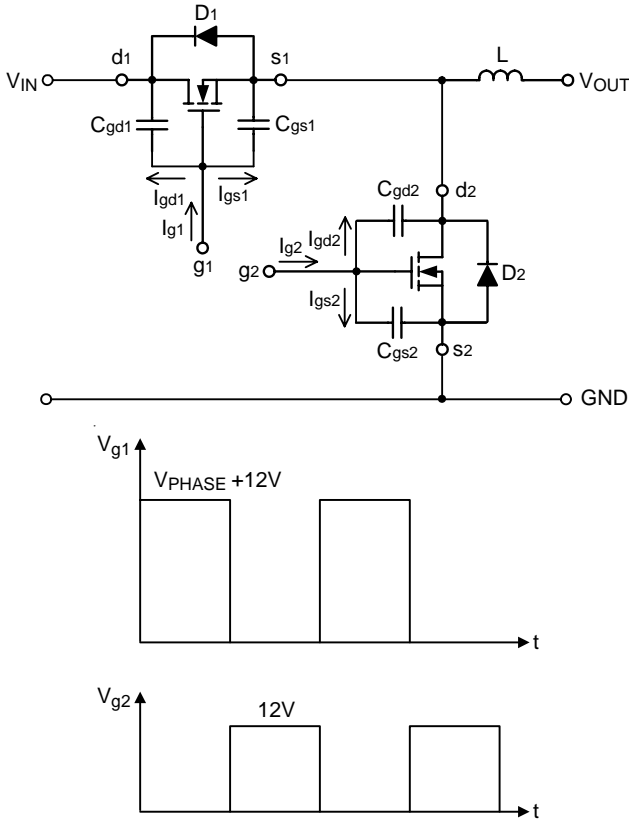 D1
d1
s1
L
VIN
VOUT
Cgd1
Cgs1
Igd1
Igs1
Cgd2
d2
Ig1
Ig2
Igd2
g1
g2
D2
Igs2
Cgs2
s2
GND
Vg1
VPHASE +12V
t
Vg2
12V
t